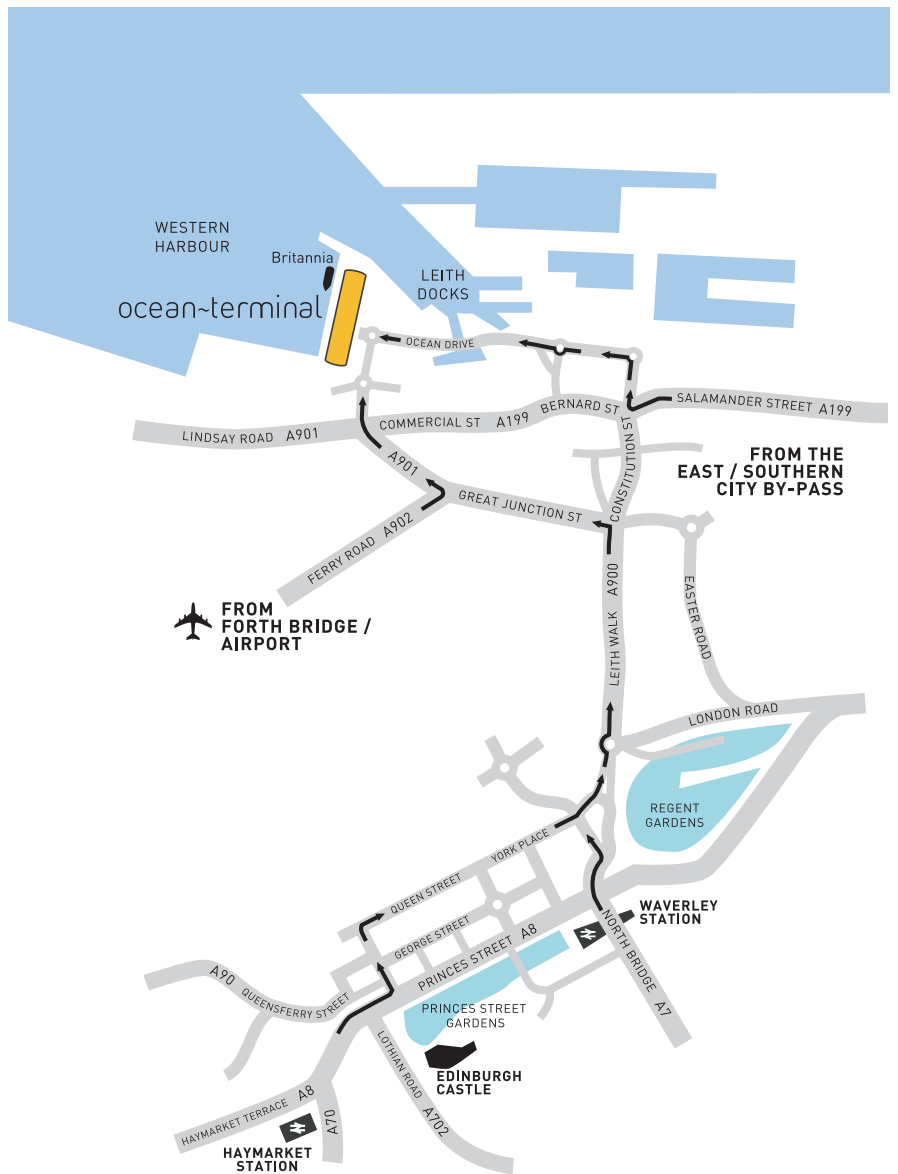 WESTERN
HARBOUR
Britannia
ocean~terminal
LEITH
DOCKS
OCEAN DRIVE
SALAMANDER STREET A199
BERNARD ST
COMMERCIAL ST A199
LINDSAY ROAD A901
CONSTITUTION ST
FROM THE
EAST / SOUTHERN
CITY BY-PASS
A901
GREAT JUNCTION ST
FERRY ROAD A902
FROM
FORTH BRIDGE /
AIRPORT
LEITH WALK A900
EASTER ROAD
LONDON ROAD
REGENT
GARDENS
YORK PLACE
QUEEN STREET
GEORGE STREET
PRINCES STREET A8
WAVERLEY
STATION
NORTH BRIDGE A7
A90
QUEENSFERRY STREET
PRINCES STREET
GARDENS
EDINBURGH
CASTLE
LOTHIAN ROAD A702
HAYMARKET TERRACE A8
A70
HAYMARKET
STATION